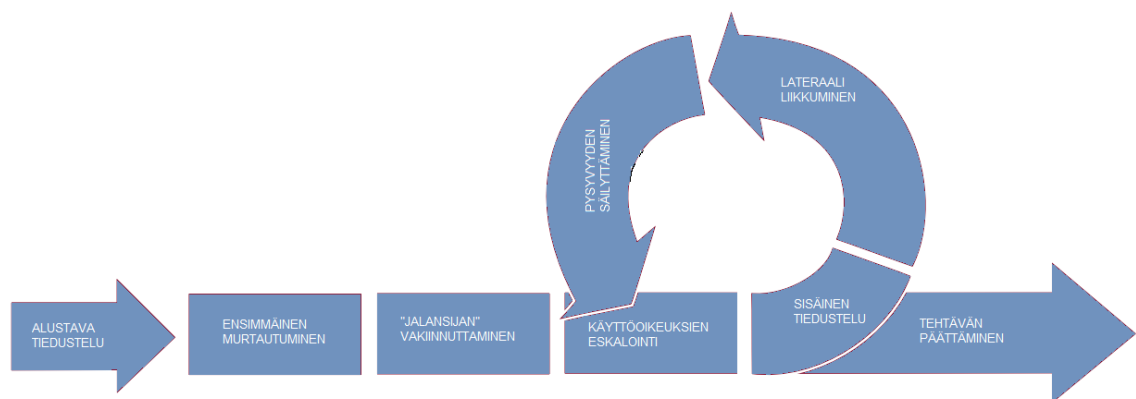 ALUSTAVA
TIEDUSTELU
ENSIMMÄINEN
MURTAUTUMINEN
"JALANSIJAN"
VAKIINNUTTAMINEN
KÄYTTÖOIKEUKSIEN
ESKALOINTI
SISÄINEN
TIEDUSTELU
LATERAALI
LIIKKUMINEN
PYSYVYYDEN
SÄILYTTÄMINEN
TEHTÄVÄN
PÄÄTTÄMINEN